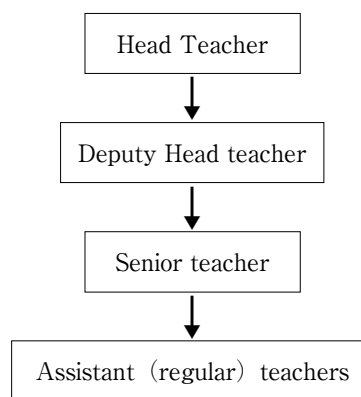 Head Teacher
Deputy Head teacher
Senior teacher
Assistant（regular）teachers